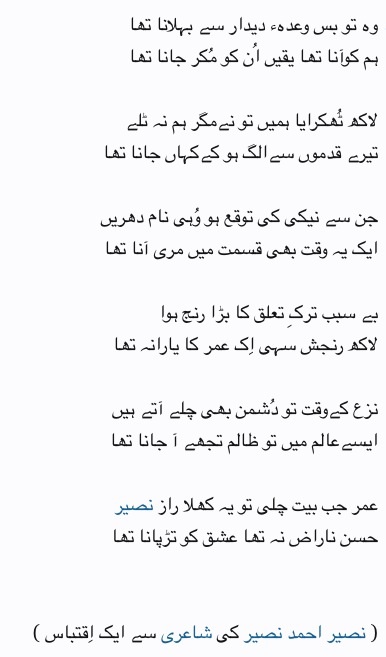 وہ تو بس وعدہء دیدار سے بہلانا تھا
ہم کو آنا تھا یقیں اُن کو مُکر جانا تھا
لاکھ ٹُھکرایا ہمیں تو نے مگر ہم نہ ٹلے
تیرے قدموں سے الگ ہو کے کہاں جانا تھا
جن سے نیکی کی توقع ہو وُہی نام دھریں
ایک یہ وقت بھی قسمت میں مری آنا تھا
بے سبب ترکِ تعلق کا بڑا رنج ہوا
لاکھ رنجش سہی اِک عمر کا یارانہ تھا
نزع کے وقت تو دُشمن بھی چلے آتے ہیں
ایسے عالم میں تو ظالم تجھے آ جانا تھا
عمر جب بیت چلی تو یہ کھلا راز نصیر
حسن ناراض نہ تھا عشق کو تڑپانا تھا
( نصیر احمد نصیر کی شاعری سے ایک اِقتباس )